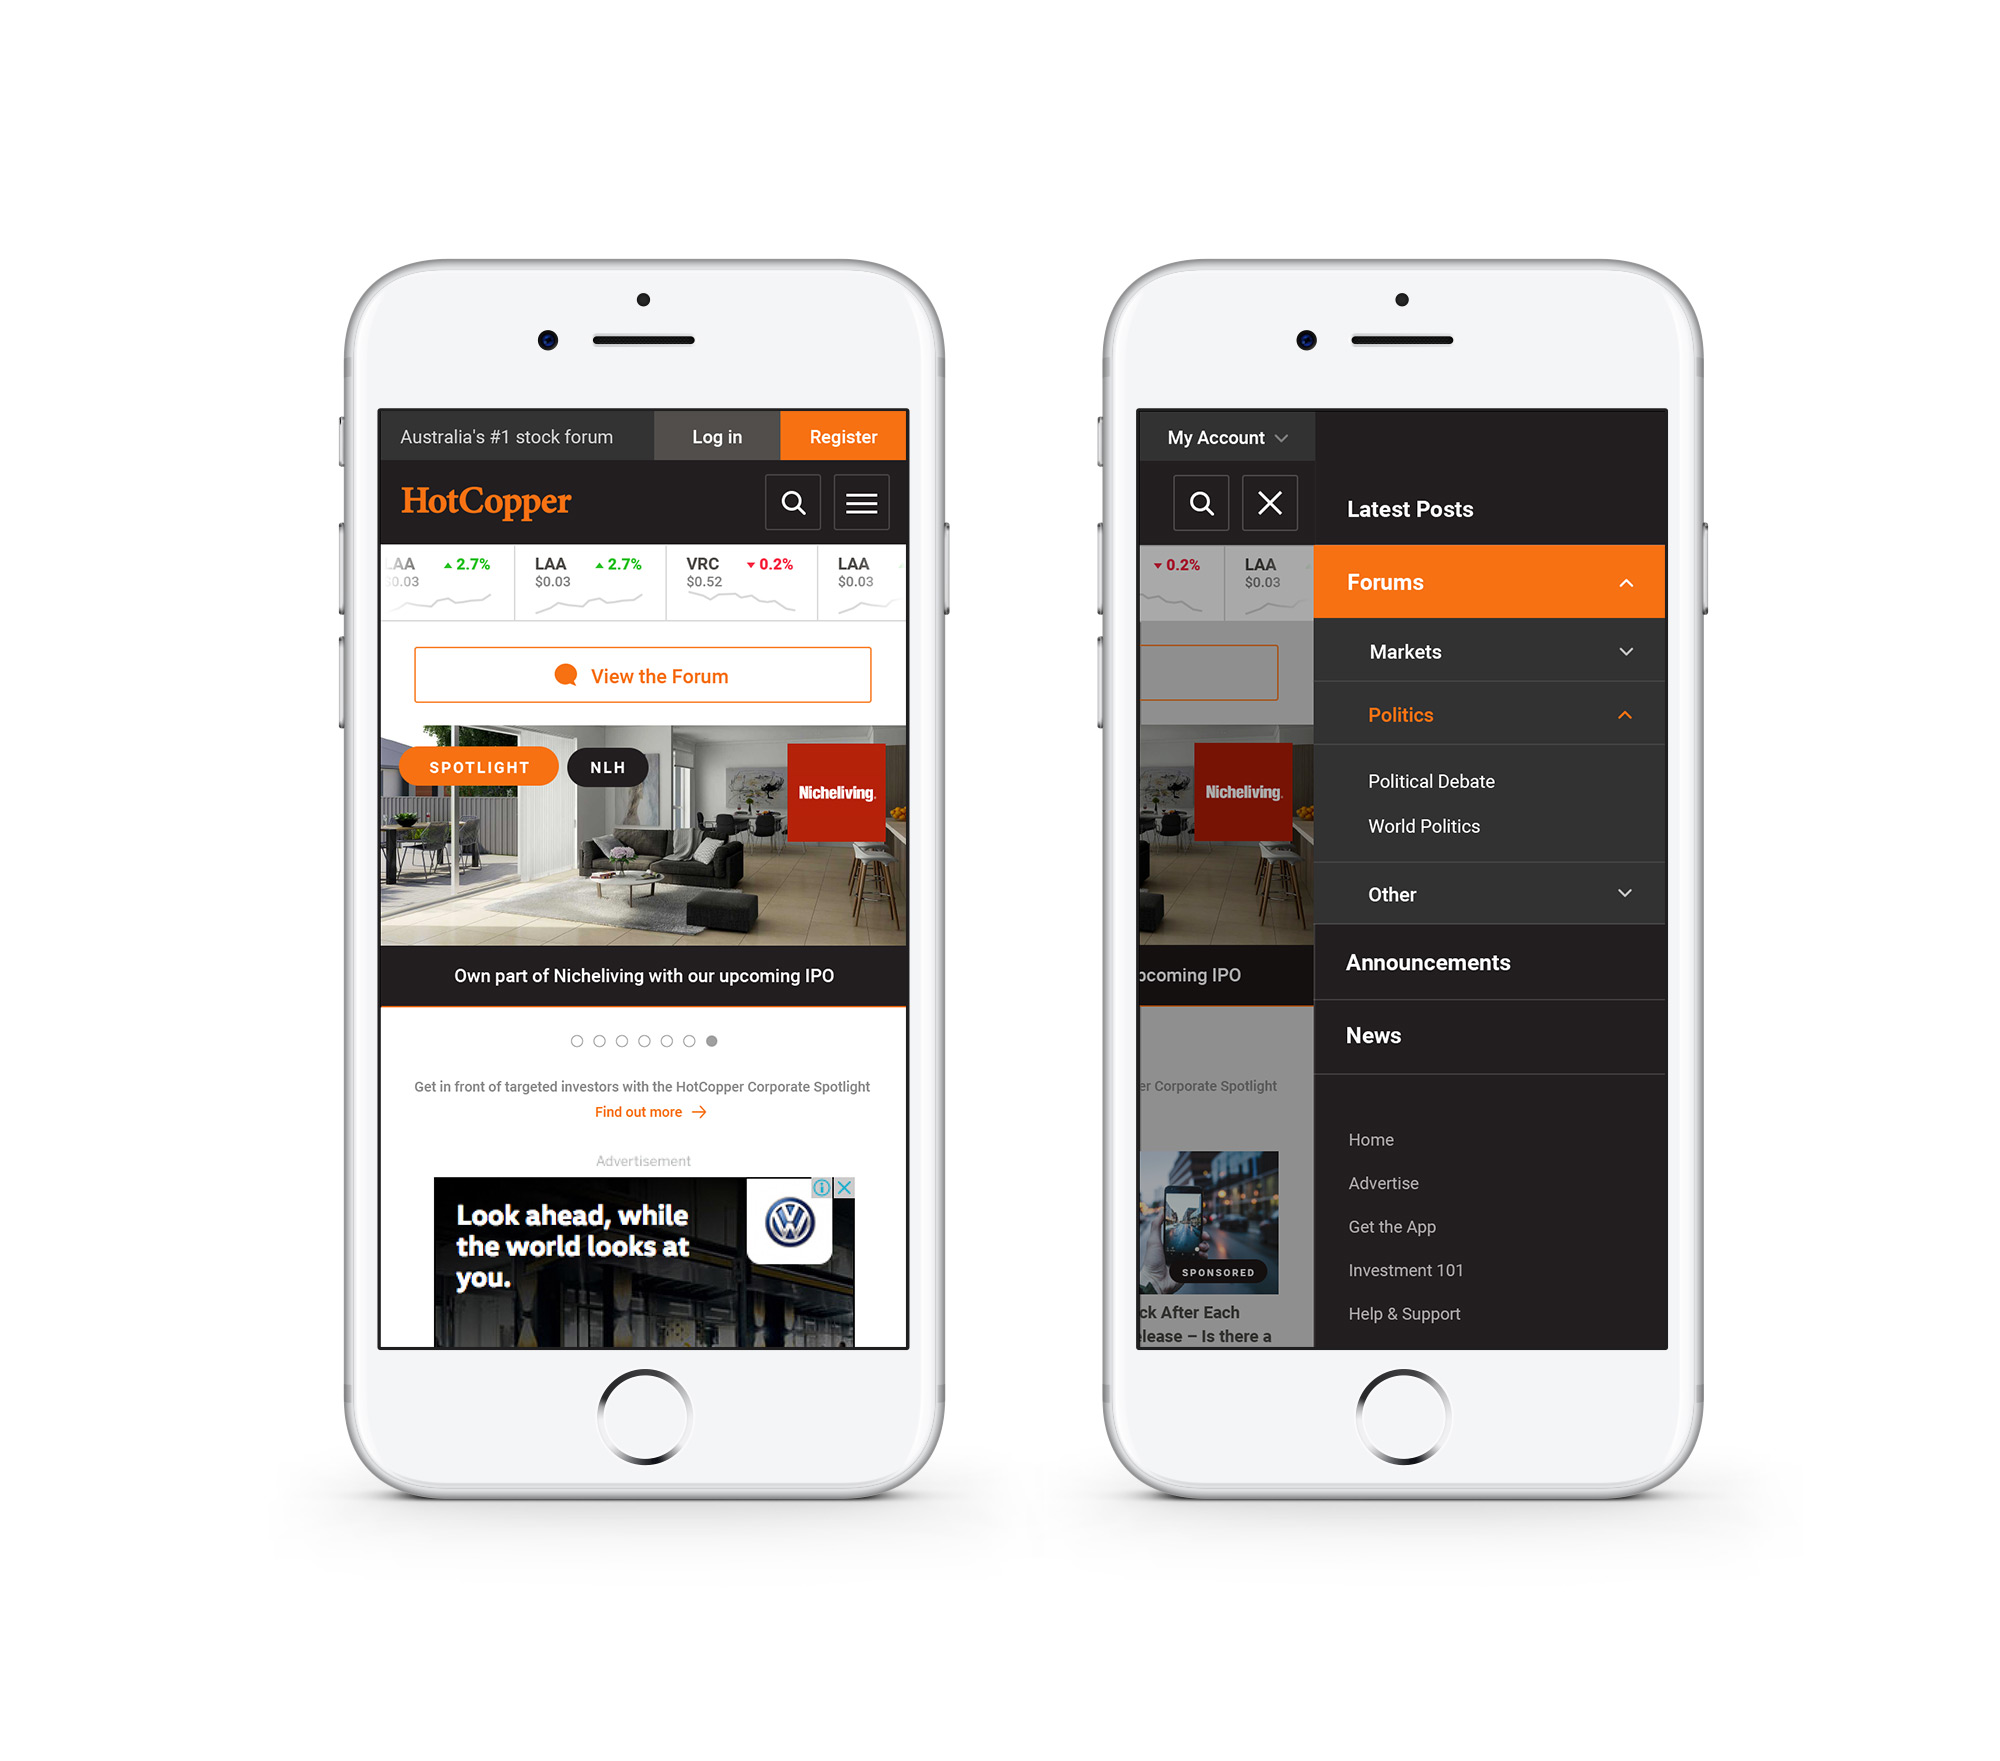 Australia's #1 stock forum
Log in
Register
HotCopper
LAA
2.7%
$0.03
LAA
2.7%
$0.03
VRC
0.2%
$0.52
LAA
$0.03
View the Forum
SPOTLIGHT
NLH
Nicheliving.
Own part of Nicheliving with our upcoming IPO
Get in front of targeted investors with the HotCopper Corporate Spotlight
Find out more
Advertisement
Look ahead, while
the world looks at
you.
My Account
0.2%
LAA
$0.03
Nicheliving.
pcoming IPO
er Corporate Spotlight
SPONSORED
ck After Each
elease – Is there a
Latest Posts
Forums
Markets
Politics
Political Debate
World Politics
Other
Announcements
News
Home
Advertise
Get the App
Investment 101
Help & Support